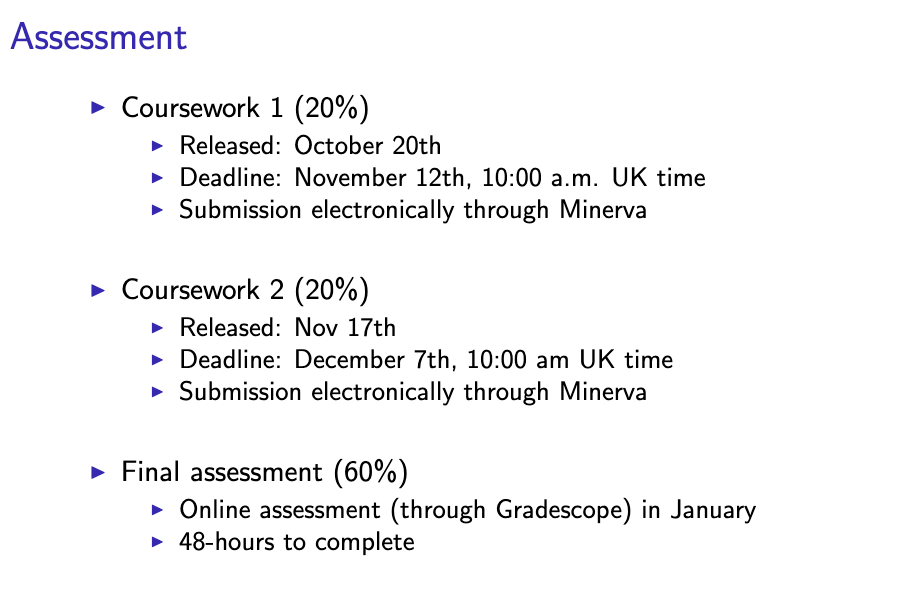 Assessment
▶ Coursework 1 (20%)
▶ Released: October 20th
▶ Deadline: November 12th, 10:00 a.m. UK time
▶ Submission electronically through Minerva
▶ Coursework 2 (20%)
▶ Released: Nov 17th
▶ Deadline: December 7th, 10:00 am UK time
▶ Submission electronically through Minerva
▶ Final assessment (60%)
▶ Online assessment (through Gradescope) in January
▶ 48-hours to complete